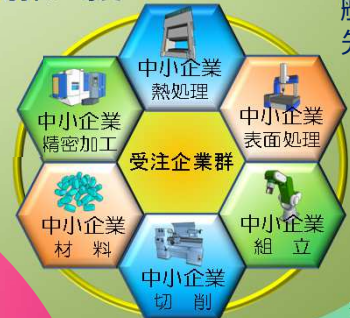 中小企業
熱処理
中小企業
精密加工
中小企業
表面処理
受注企業群
中小企業
材 料
中小企業
組 立
中小企業
切 削